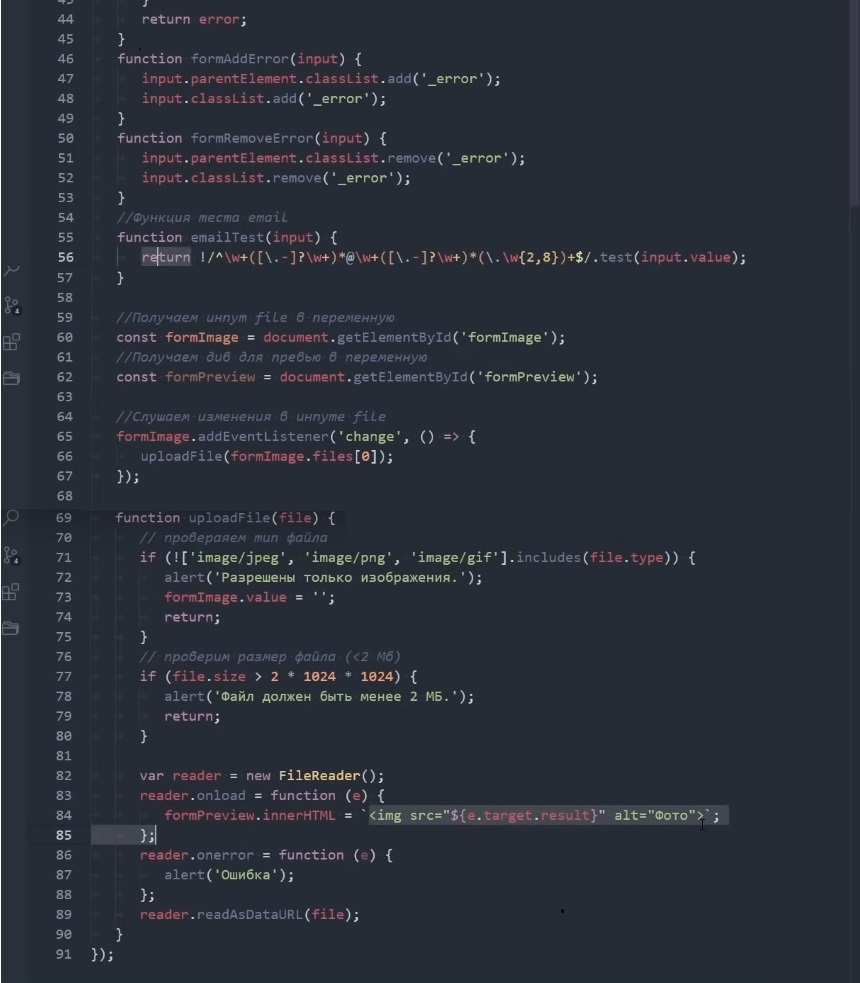 43 }
44 return error;
45 }
46 function formAddError(input) {
47 input.parentElement.classList.add('_error');
48 input.classList.add('_error');
49 }
50 function formRemoveError(input) {
51 input.parentElement.classList.remove('_error');
52 input.classList.remove('_error');
53 }
54 //Функция теста email
55 function emailTest(input) {
56 return !/^\w+([\.-]?\w+)*@\w+([\.-]?\w+)*(\.\w{2,8})+$/.test(input.value);
57 }
58
59 //Получаем инпут file в переменную
60 const formImage = document.getElementById('formImage');
61 //Получаем див для превью в переменную
62 const formPreview = document.getElementById('formPreview');
63
64 //Слушаем изменения в инпуте file
65 formImage.addEventListener('change', () => {
66 uploadFile(formImage.files[0]);
67 });
68
69 function uploadFile(file) {
70 // провераяем тип файла
71 if (!['image/jpeg', 'image/png', 'image/gif'].includes(file.type)) {
72 alert('Разрешены только изображения.');
73 formImage.value = '';
74 return;
75 }
76 // проверим размер файла (<2 Мб)
77 if (file.size > 2 * 1024 * 1024) {
78 alert('Файл должен быть менее 2 МБ.');
79 return;
80 }
81
82 var reader = new FileReader();
83 reader.onload = function (e) {
84 formPreview.innerHTML = `<img src="${e.target.result}" alt="Фото">`;
85 };
86 reader.onerror = function (e) {
87 alert('Ошибка');
88 };
89 reader.readAsDataURL(file);
90 }
91 });